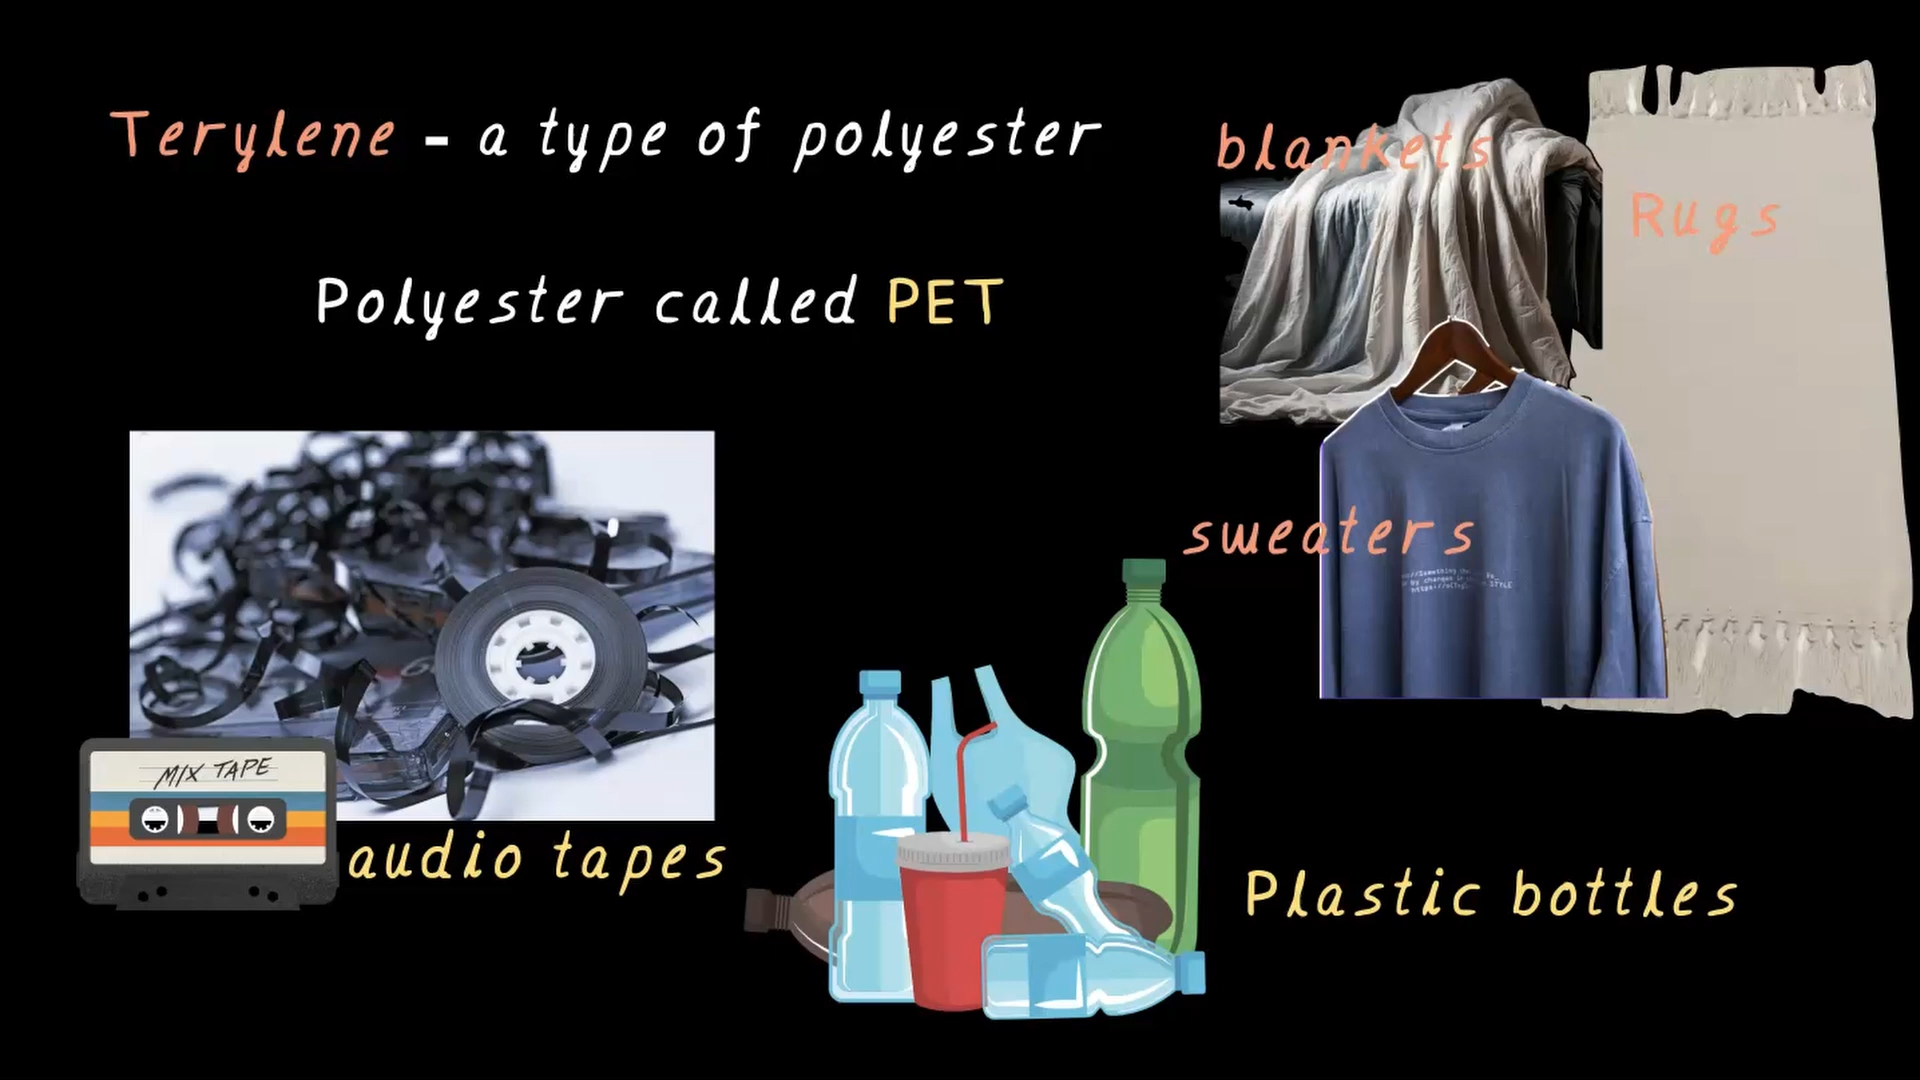 Terylene - a type of polyester
blankets
Rugs
Polyester called PET
sweaters
MIX TAPE
audio tapes
Plastic bottles